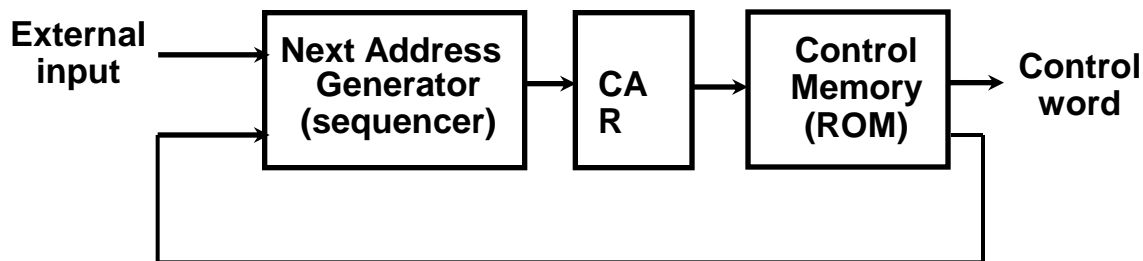 External
input
Next Address
Generator
(sequencer)
CA
R
Control
Memory
(ROM)
Control
word